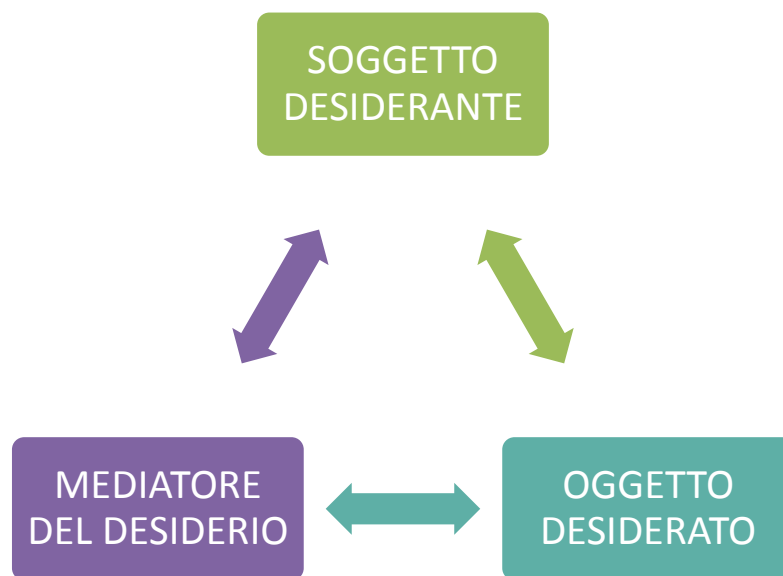 SOGGETTO
DESIDERANTE
MEDIATORE
DEL DESIDERIO
OGGETTO
DESIDERATO